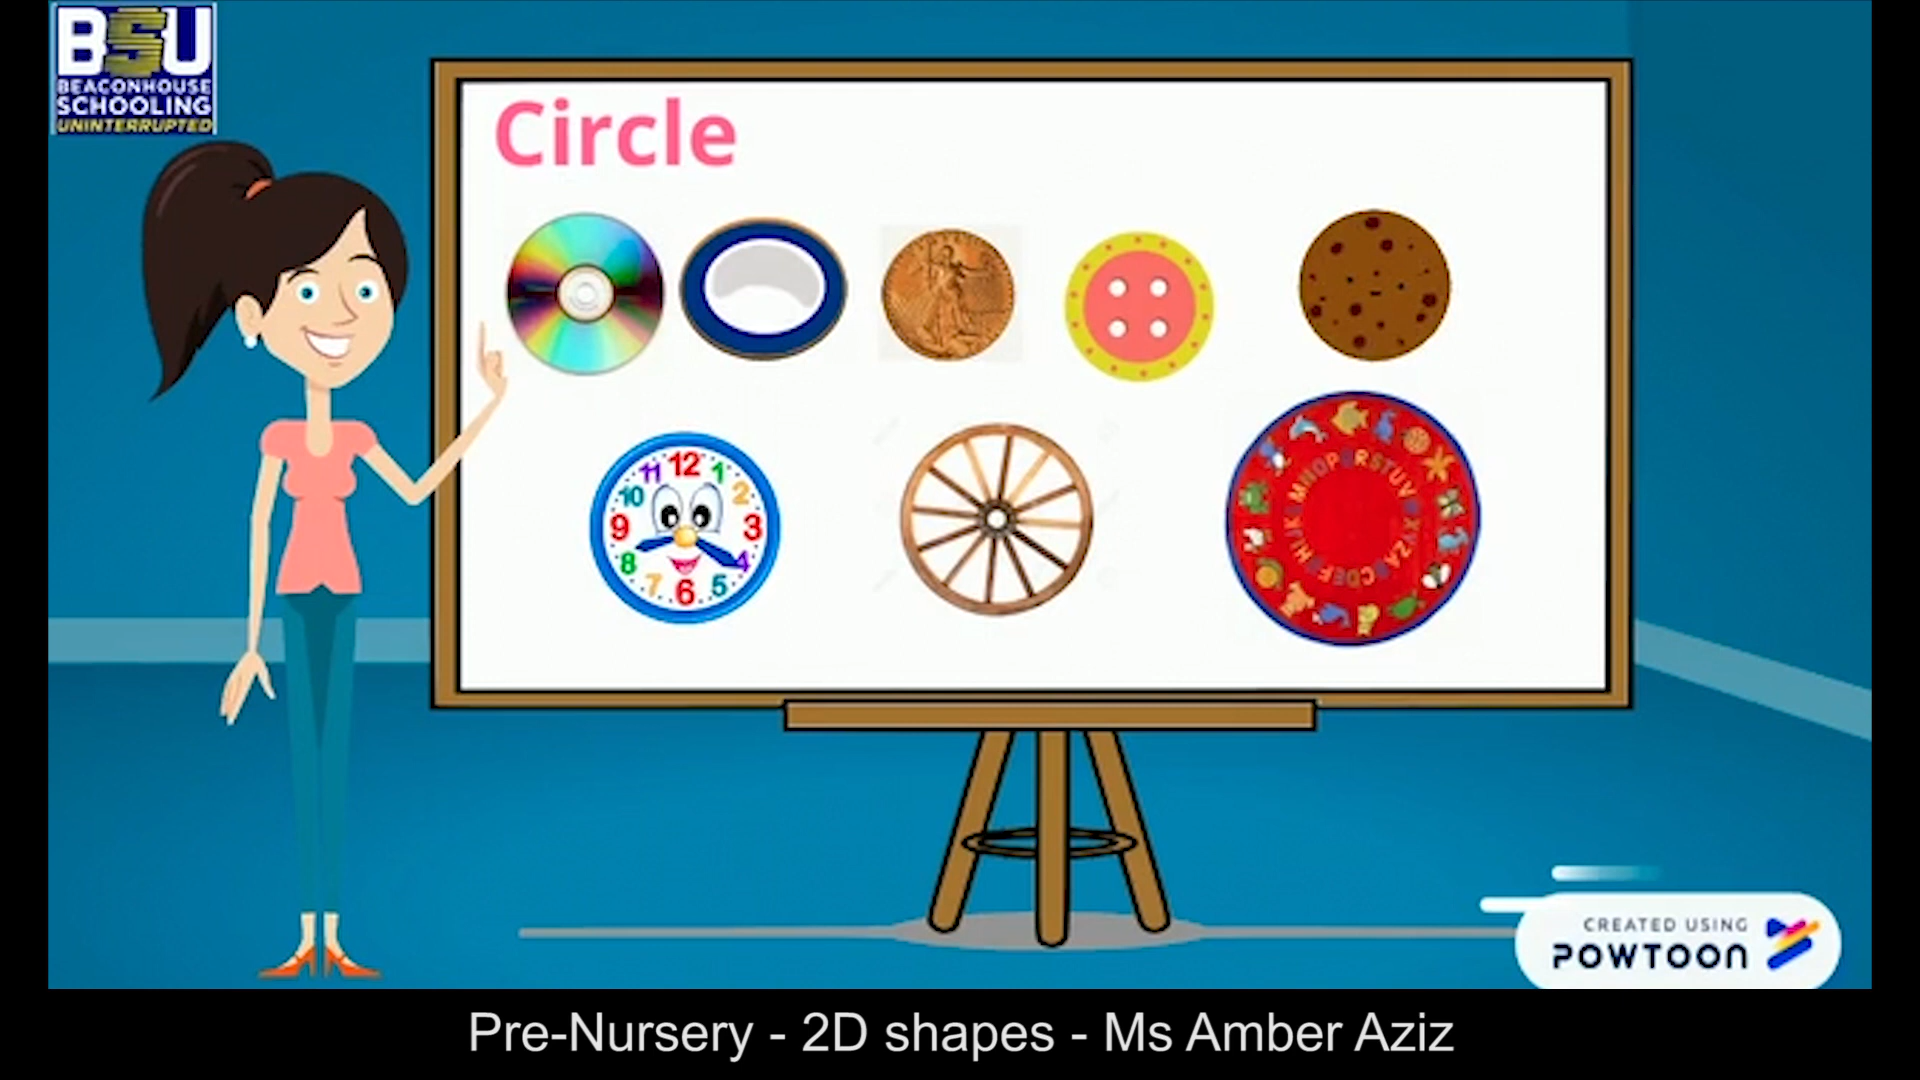 BSU
BEACONHOUSE
SCHOOLING
UNINTERRUPTED
Circle
12
1
2
3
4
5
6
7
8
9
10
11
CREATED USING
POWTOON
Pre-Nursery - 2D shapes - Ms Amber Aziz